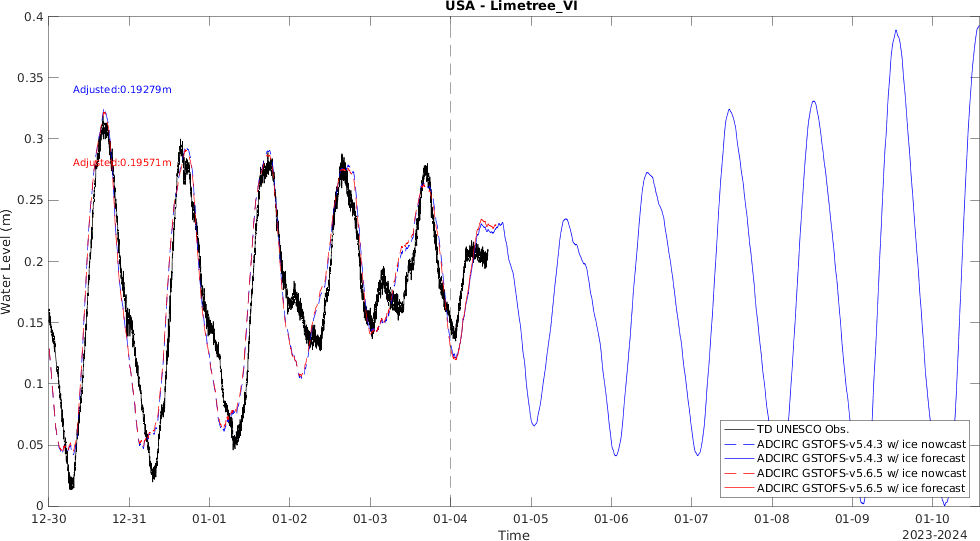 USA - Limetree_VI
0.4
0.35
0.3
0.25
0.2
0.15
0.1
0.05
0
Water Level (m)
Adjusted:0.19279m
Adjusted:0.19571m
TD UNESCO Obs.
ADCIRC GSTOFS-v5.4.3 w/ ice nowcast
ADCIRC GSTOFS-v5.4.3 w/ ice forecast
ADCIRC GSTOFS-v5.6.5 w/ ice nowcast
ADCIRC GSTOFS-v5.6.5 w/ ice forecast
12-30 12-31 01-01 01-02 01-03 01-04 01-05 01-06 01-07 01-08 01-09 01-10
Time
2023-2024